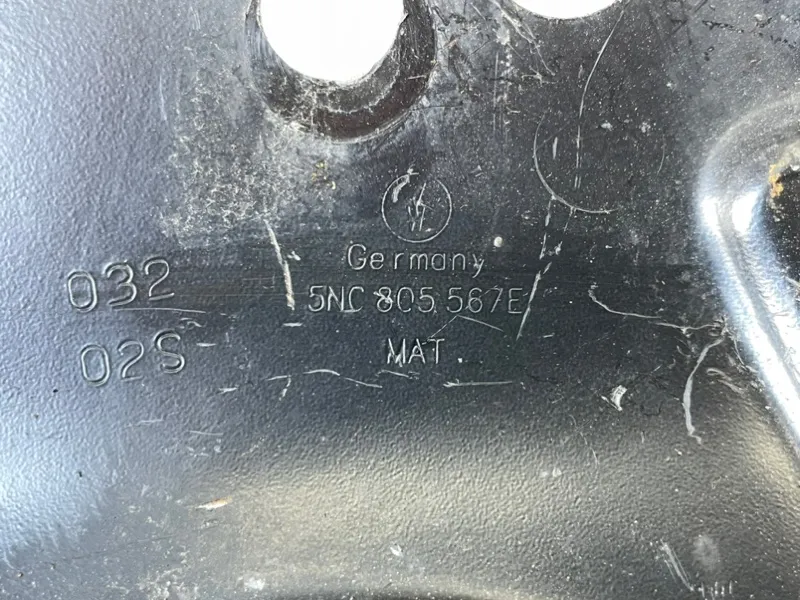 Germany
5NC 805 567E
MAT.
032
02S